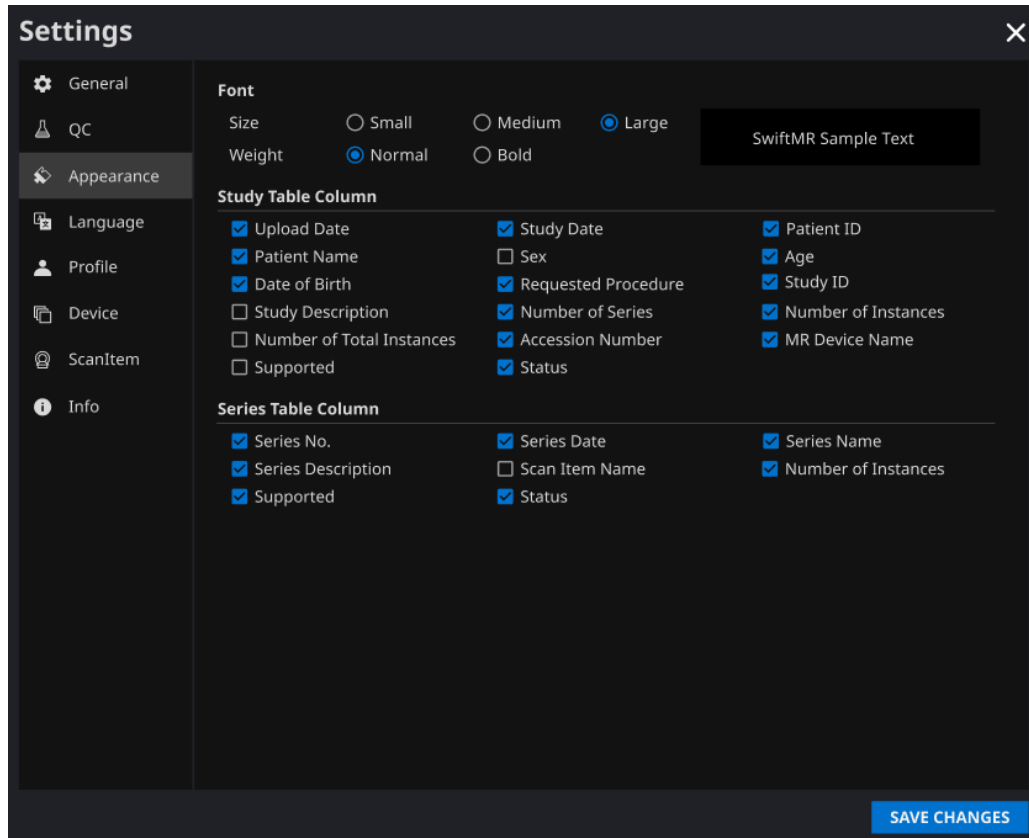 Settings
General
QC
Appearance
Language
Profile
Device
ScanItem
Info
Font
Size Small Medium Large
Weight Normal Bold
SwiftMR Sample Text
Study Table Column
Upload Date Study Date Patient ID
Patient Name Sex Age
Date of Birth Requested Procedure Study ID
Study Description Number of Series Number of Instances
Number of Total Instances Accession Number MR Device Name
Supported Status
Series Table Column
Series No. Series Date Series Name
Series Description Scan Item Name Number of Instances
Supported Status
SAVE CHANGES